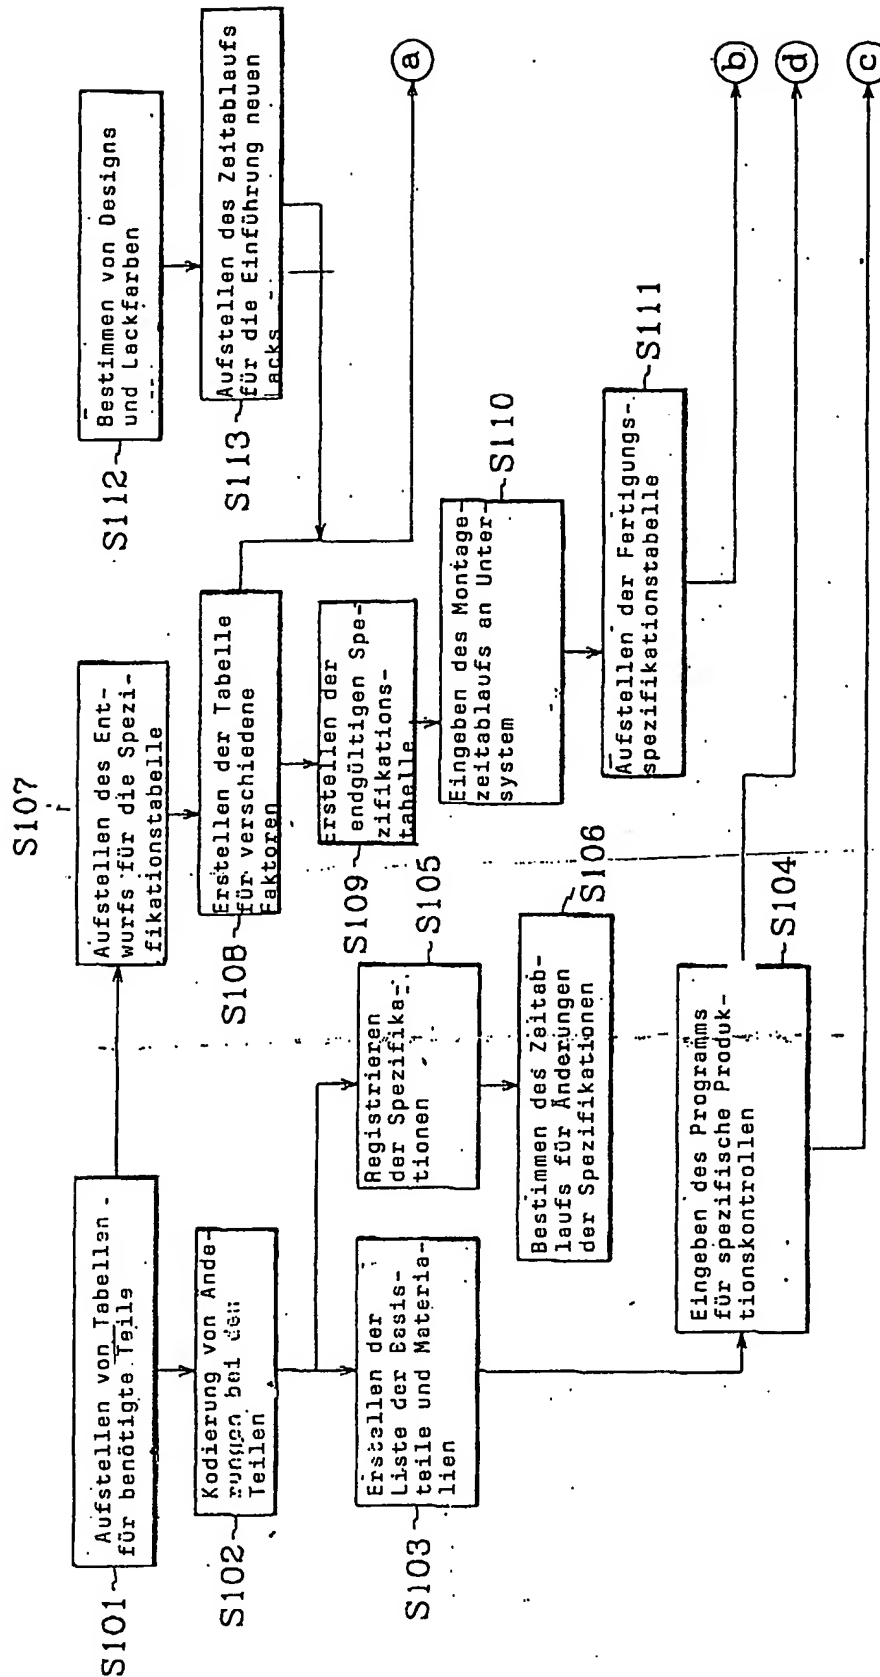 S101
Aufstellen von Tabellen
für benötigte Teile
S102
Kodierung von Ände-
rungen bei den
Teilen
S103
Erstellen der
Liste der Basis-
teile und Materia-
lien
S104
Eingeben des Programms
für spezifische Produk-
tionskontrollen
S105
Registrieren
der Spezifika-
tionen
S106
Bestimmen des Zeitab-
laufs für Änderungen
der Spezifikationen
S107
Aufstellen des Ent-
wurfs für die Spezi-
fikationstabelle
S108
Erstellen der Tabelle
für verschiedene
Faktoren
S109
Erstellen der
endgültigen Spe-
zifikations-
tabelle
S110
Eingeben des Montage-
zeitablaufs an Unter-
system
S111
Aufstellen der Fertigungs-
spezifikationstabelle
S112
Bestimmen von Designs
und Lackfarben
S113
Aufstellen des Zeitablaufs
für die Einführung neuen
Lacks
a
b
d
c